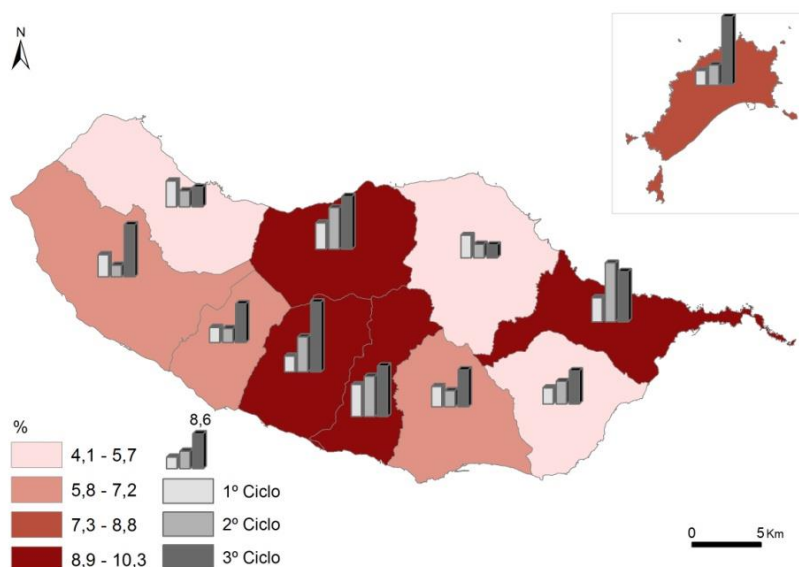 N
%
8,6
4,1 - 5,7
5,8 - 7,2
7,3 - 8,8
8,9 - 10,3
1º Ciclo
2º Ciclo
3º Ciclo
0 5 Km